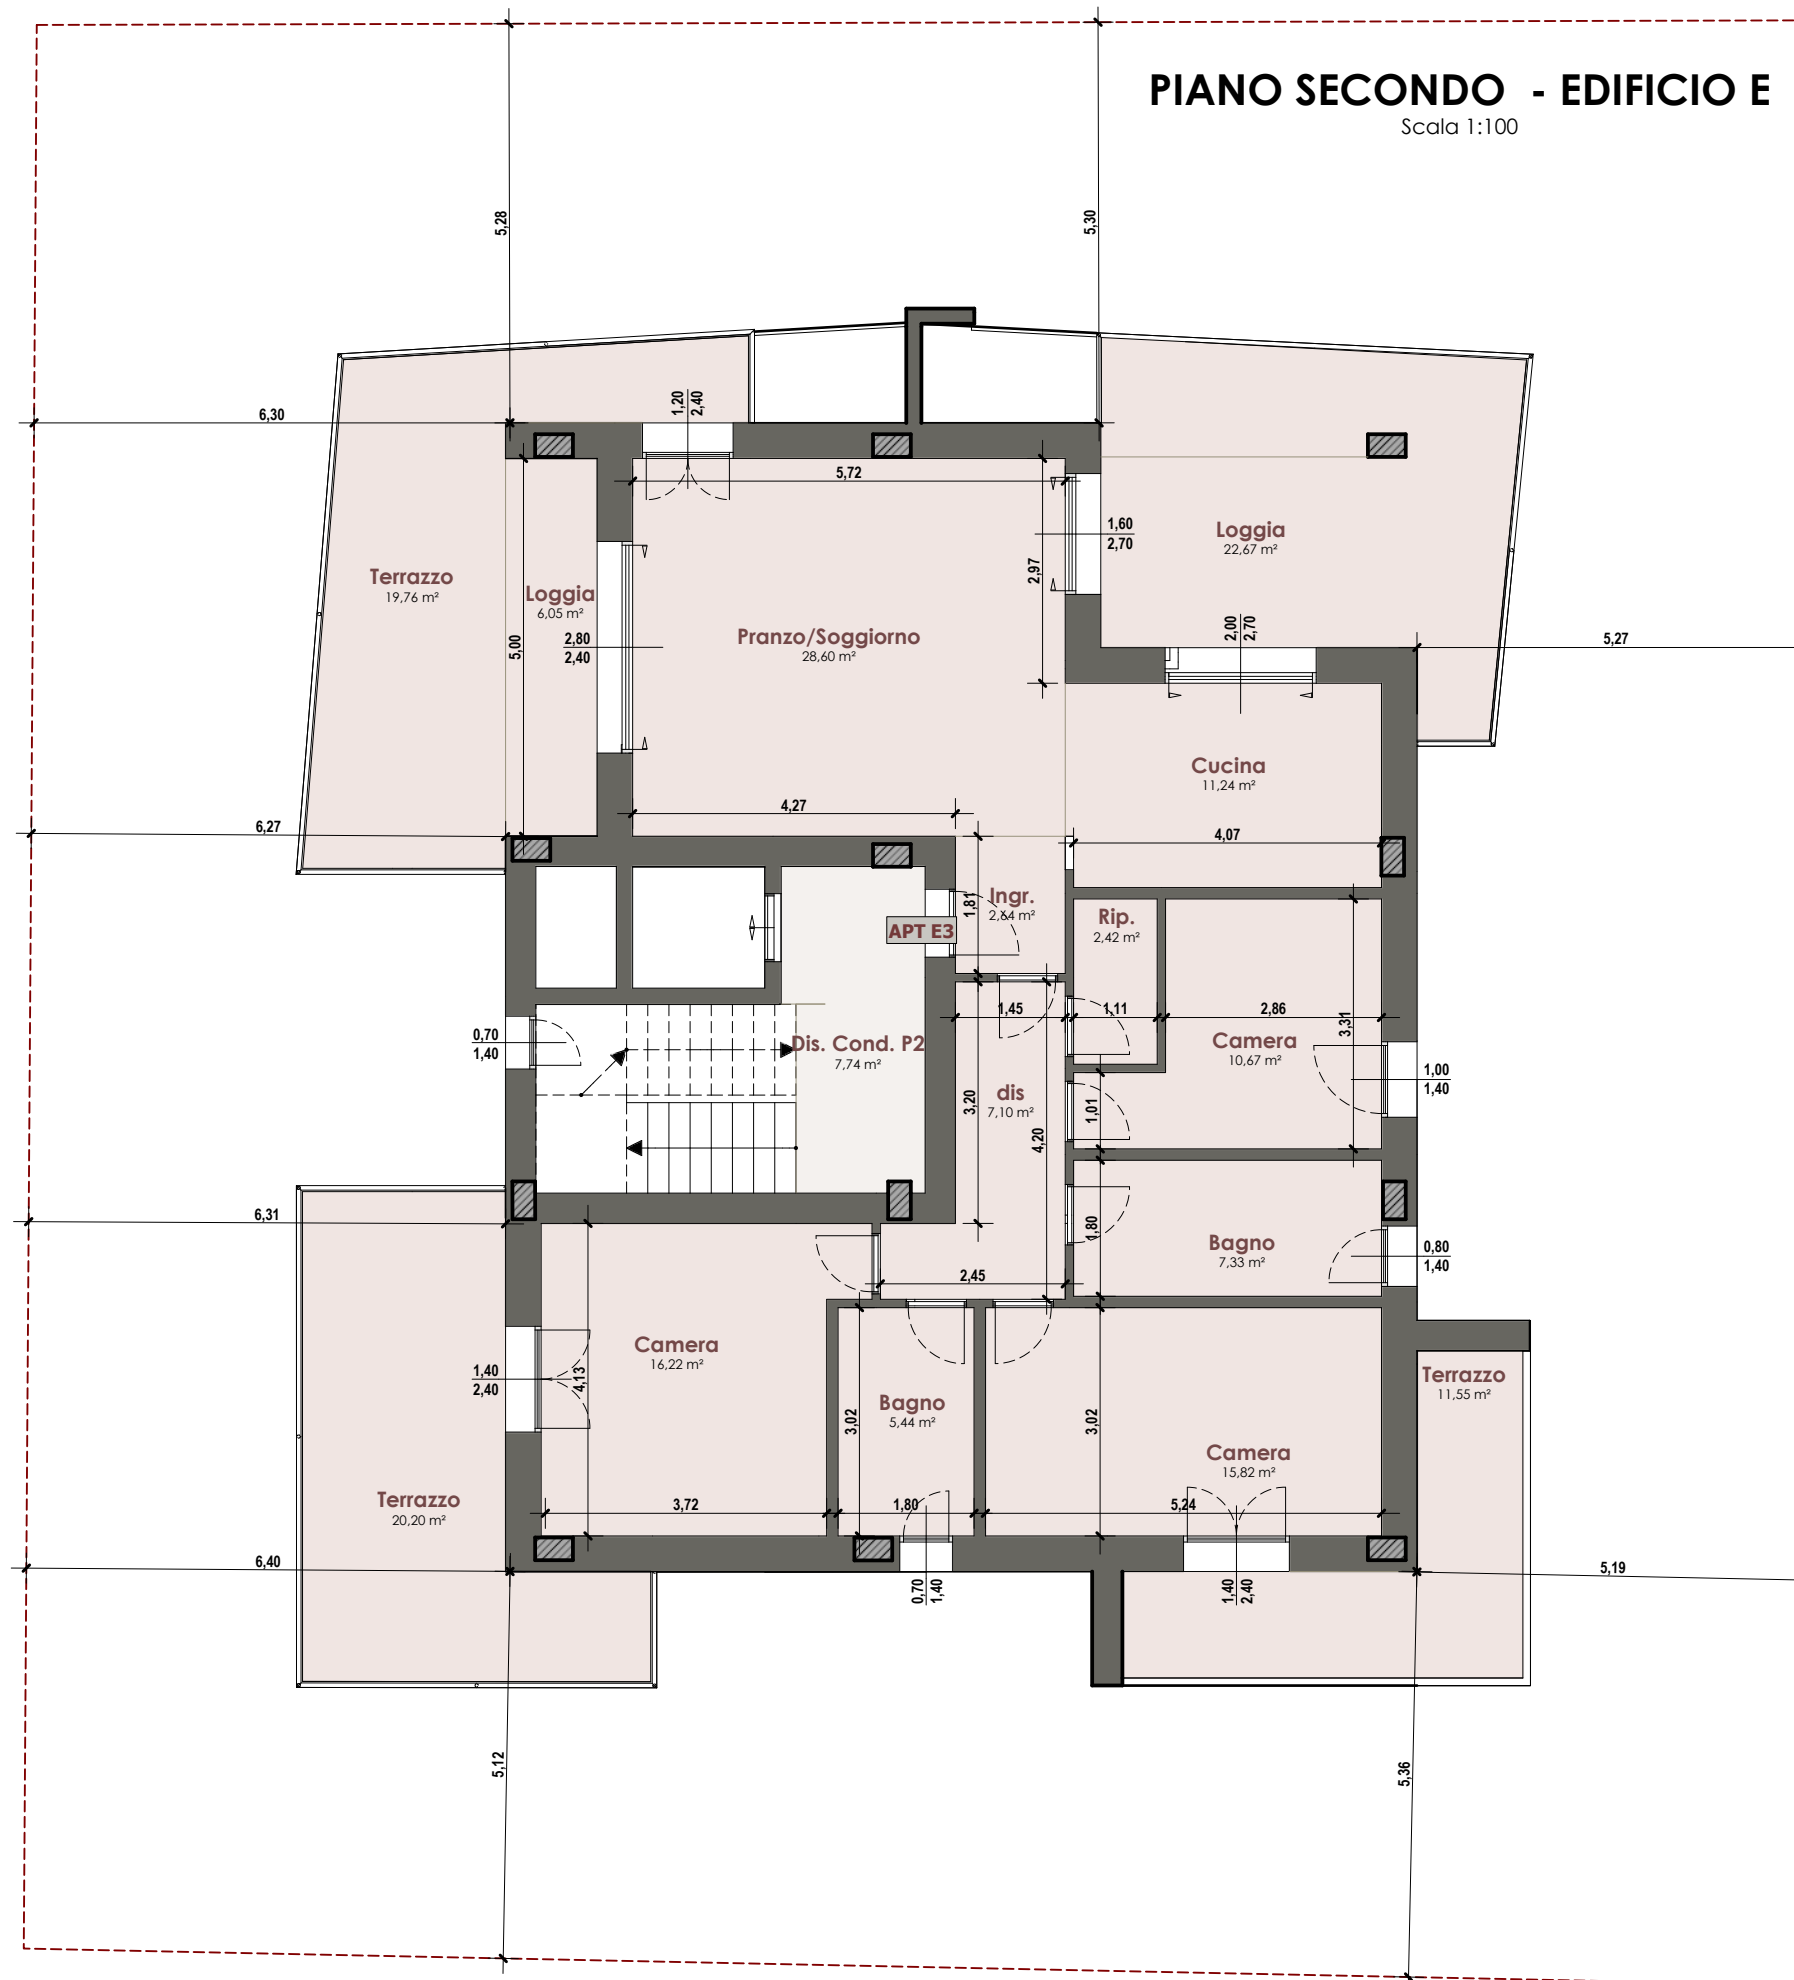 PIANO SECONDO - EDIFICIO E
Scala 1:100
5,28
5,30
6,30
1,20
2,40
5,72
1,60
2,70
Loggia
22,67 m²
2,97
Terrazzo
19,76 m²
Loggia
6,05 m²
5,00
2,80
2,40
Pranzo/Soggiorno
28,60 m²
2,00
2,70
5,27
Cucina
11,24 m²
4,27
6,27
4,07
Ingr.
2,64 m²
1,81
Rip.
2,42 m²
APT E3
1,45
1,11
2,86
3,31
0,70
1,40
Dis. Cond. P2
7,74 m²
Camera
10,67 m²
1,00
1,40
dis
7,10 m²
3,20
1,01
4,20
6,31
1,80
Bagno
7,33 m²
0,80
1,40
2,45
Camera
16,22 m²
1,40
2,40
4,13
Terrazzo
11,55 m²
Bagno
5,44 m²
3,02
3,02
Camera
15,82 m²
Terrazzo
20,20 m²
3,72
1,80
5,24
6,40
0,70
1,40
1,40
2,40
5,19
5,12
5,36